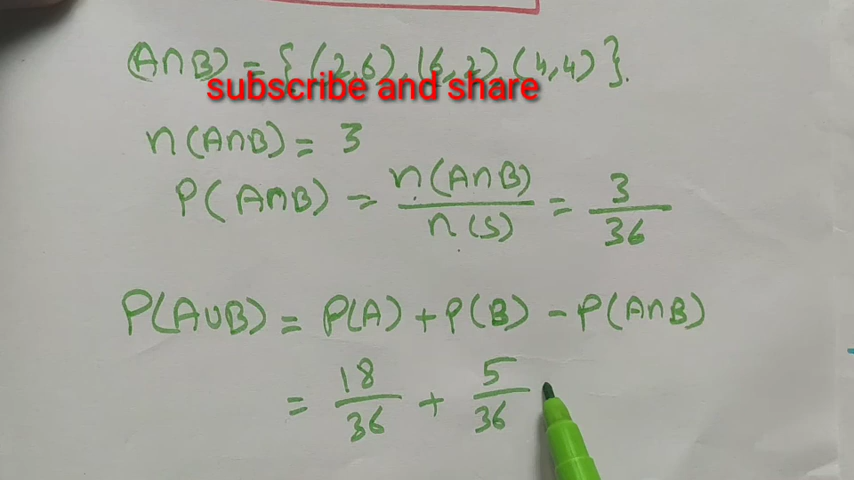 (A∩B) = { (2,6), (6,2), (4,4) }.
subscribe and share
n(A∩B) = 3
P(A∩B) = n(A∩B) / n(S) = 3/36
P(A∪B) = P(A) + P(B) - P(A∩B)
= 18/36 + 5/36